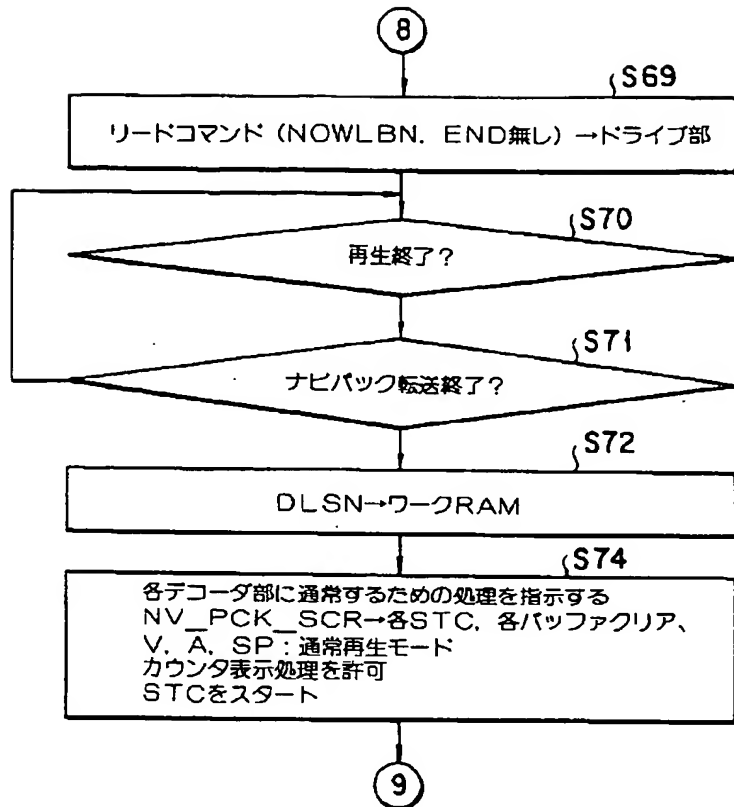 8
S69
リードコマンド（NOWLBN，END無し）→ドライブ部
S70
再生終了？
S71
ナビパック転送終了？
S72
DLSN→ワークRAM
S74
各デコーダ部に通常するための処理を指示する
NV_PCK_SCR→各STC，各バッファクリア、
V，A，SP：通常再生モード
カウンタ表示処理を許可
STCをスタート
9